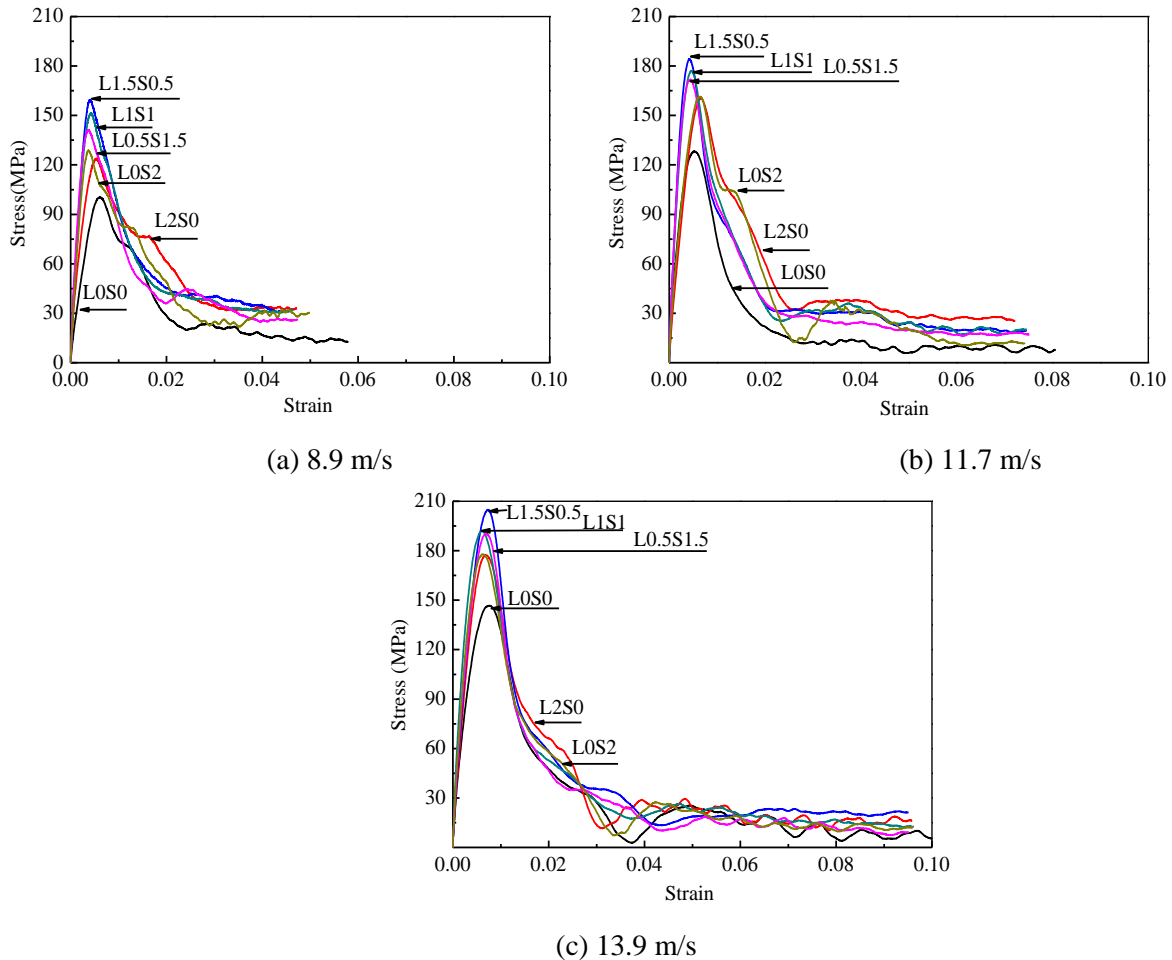 210
180
150
120
90
60
30
0
Stress(MPa)
L1.5S0.5
L1S1
L0.5S1.5
L0S2
L2S0
L0S0
0.00 0.02 0.04 0.06 0.08 0.10
Strain
(a) 8.9 m/s
210
180
150
120
90
60
30
0
Stress (MPa)
L1.5S0.5
L1S1
L0.5S1.5
L0S2
L2S0
L0S0
0.00 0.02 0.04 0.06 0.08 0.10
Strain
(b) 11.7 m/s
210
180
150
120
90
60
30
Stress (MPa)
L1.5S0.5
L1S1
L0.5S1.5
L0S0
L2S0
L0S2
0.00 0.02 0.04 0.06 0.08 0.10
Strain
(c) 13.9 m/s